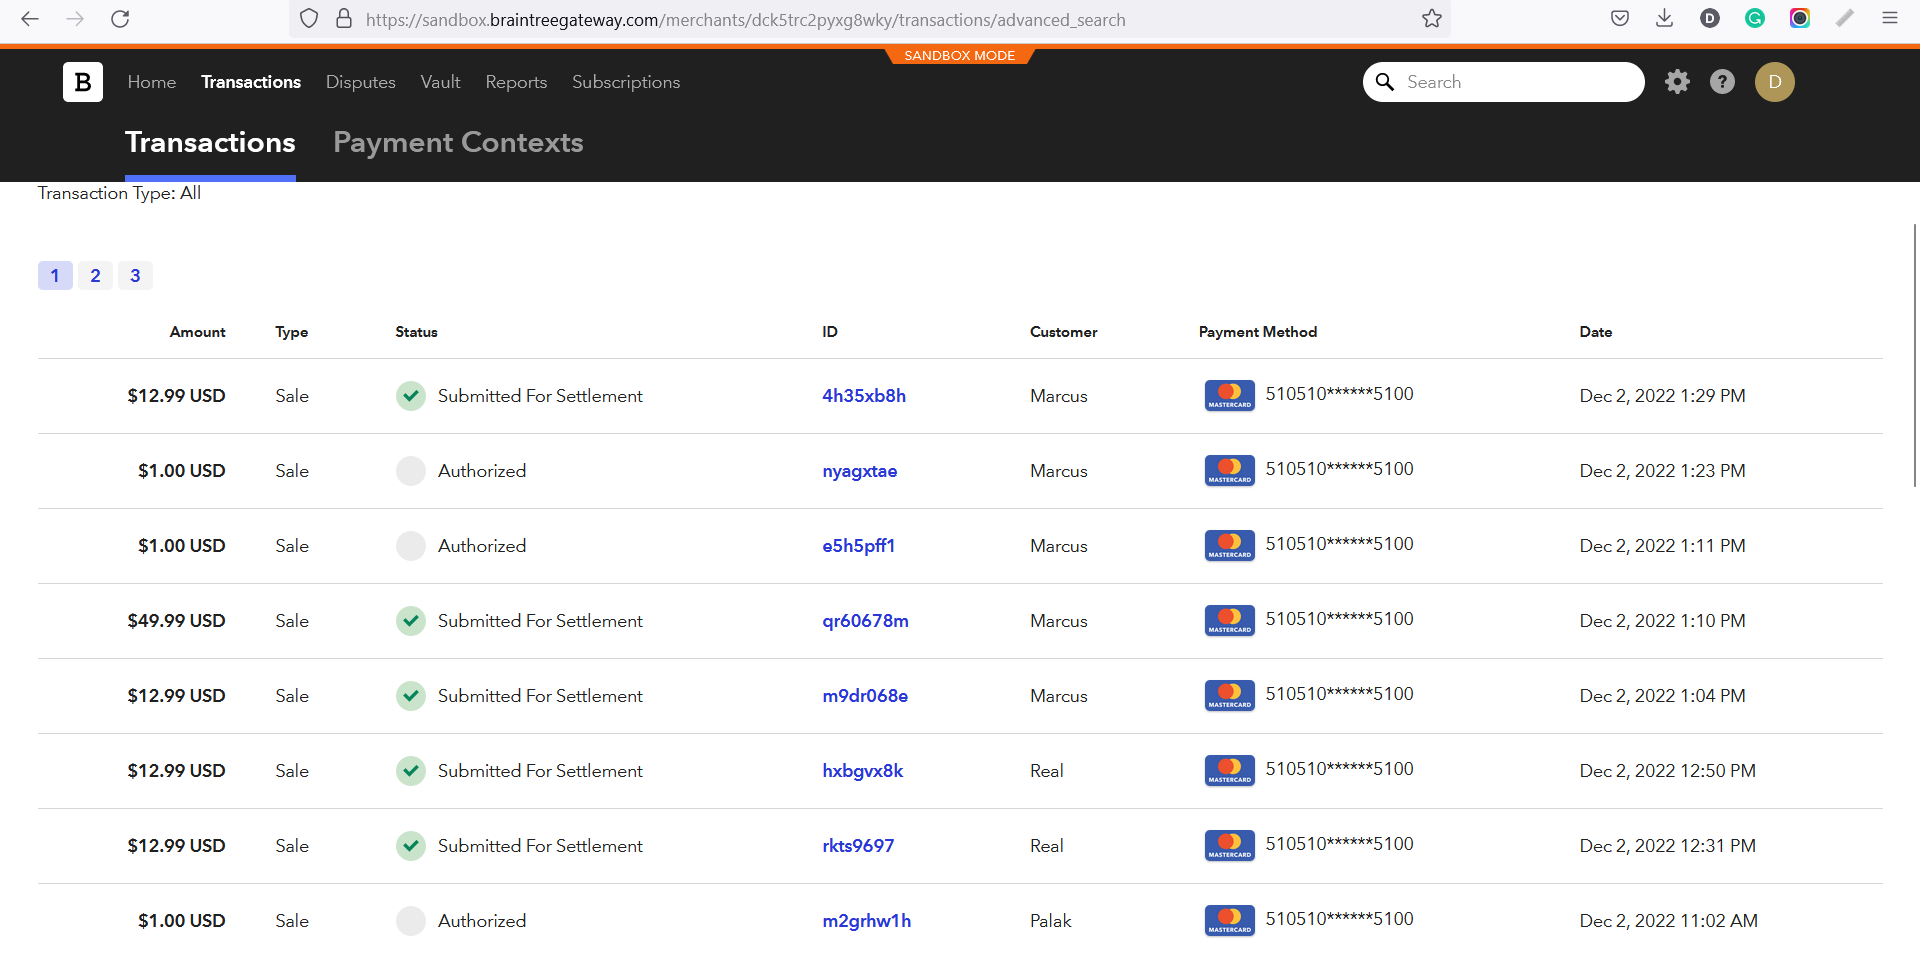 https://sandbox.braintreegateway.com/merchants/dck5trc2pyxg8wky/transactions/advanced_search
D
G
SANDBOX MODE
B Home Transactions Disputes Vault Reports Subscriptions Search ? D
Transactions Payment Contexts
Transaction Type: All
1 2 3
Amount Type Status ID Customer Payment Method Date
$12.99 USD Sale Submitted For Settlement 4h35xb8h Marcus MASTERCARD 510510******5100 Dec 2, 2022 1:29 PM
$1.00 USD Sale Authorized nyagxtae Marcus MASTERCARD 510510******5100 Dec 2, 2022 1:23 PM
$1.00 USD Sale Authorized e5h5pff1 Marcus MASTERCARD 510510******5100 Dec 2, 2022 1:11 PM
$49.99 USD Sale Submitted For Settlement qr60678m Marcus MASTERCARD 510510******5100 Dec 2, 2022 1:10 PM
$12.99 USD Sale Submitted For Settlement m9dr068e Marcus MASTERCARD 510510******5100 Dec 2, 2022 1:04 PM
$12.99 USD Sale Submitted For Settlement hxbgvx8k Real MASTERCARD 510510******5100 Dec 2, 2022 12:50 PM
$12.99 USD Sale Submitted For Settlement rkts9697 Real MASTERCARD 510510******5100 Dec 2, 2022 12:31 PM
$1.00 USD Sale Authorized m2grhw1h Palak MASTERCARD 510510******5100 Dec 2, 2022 11:02 AM